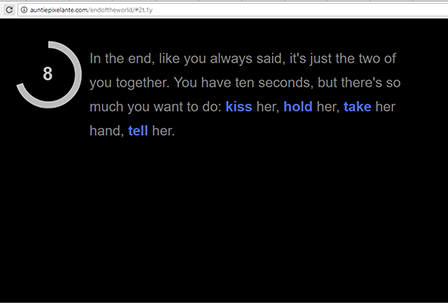 auntiepixelante.com/endoftheworld/#2t.1y
8
In the end, like you always said, it's just the two of
you together. You have ten seconds, but there's so
much you want to do: kiss her, hold her, take her
hand, tell her.